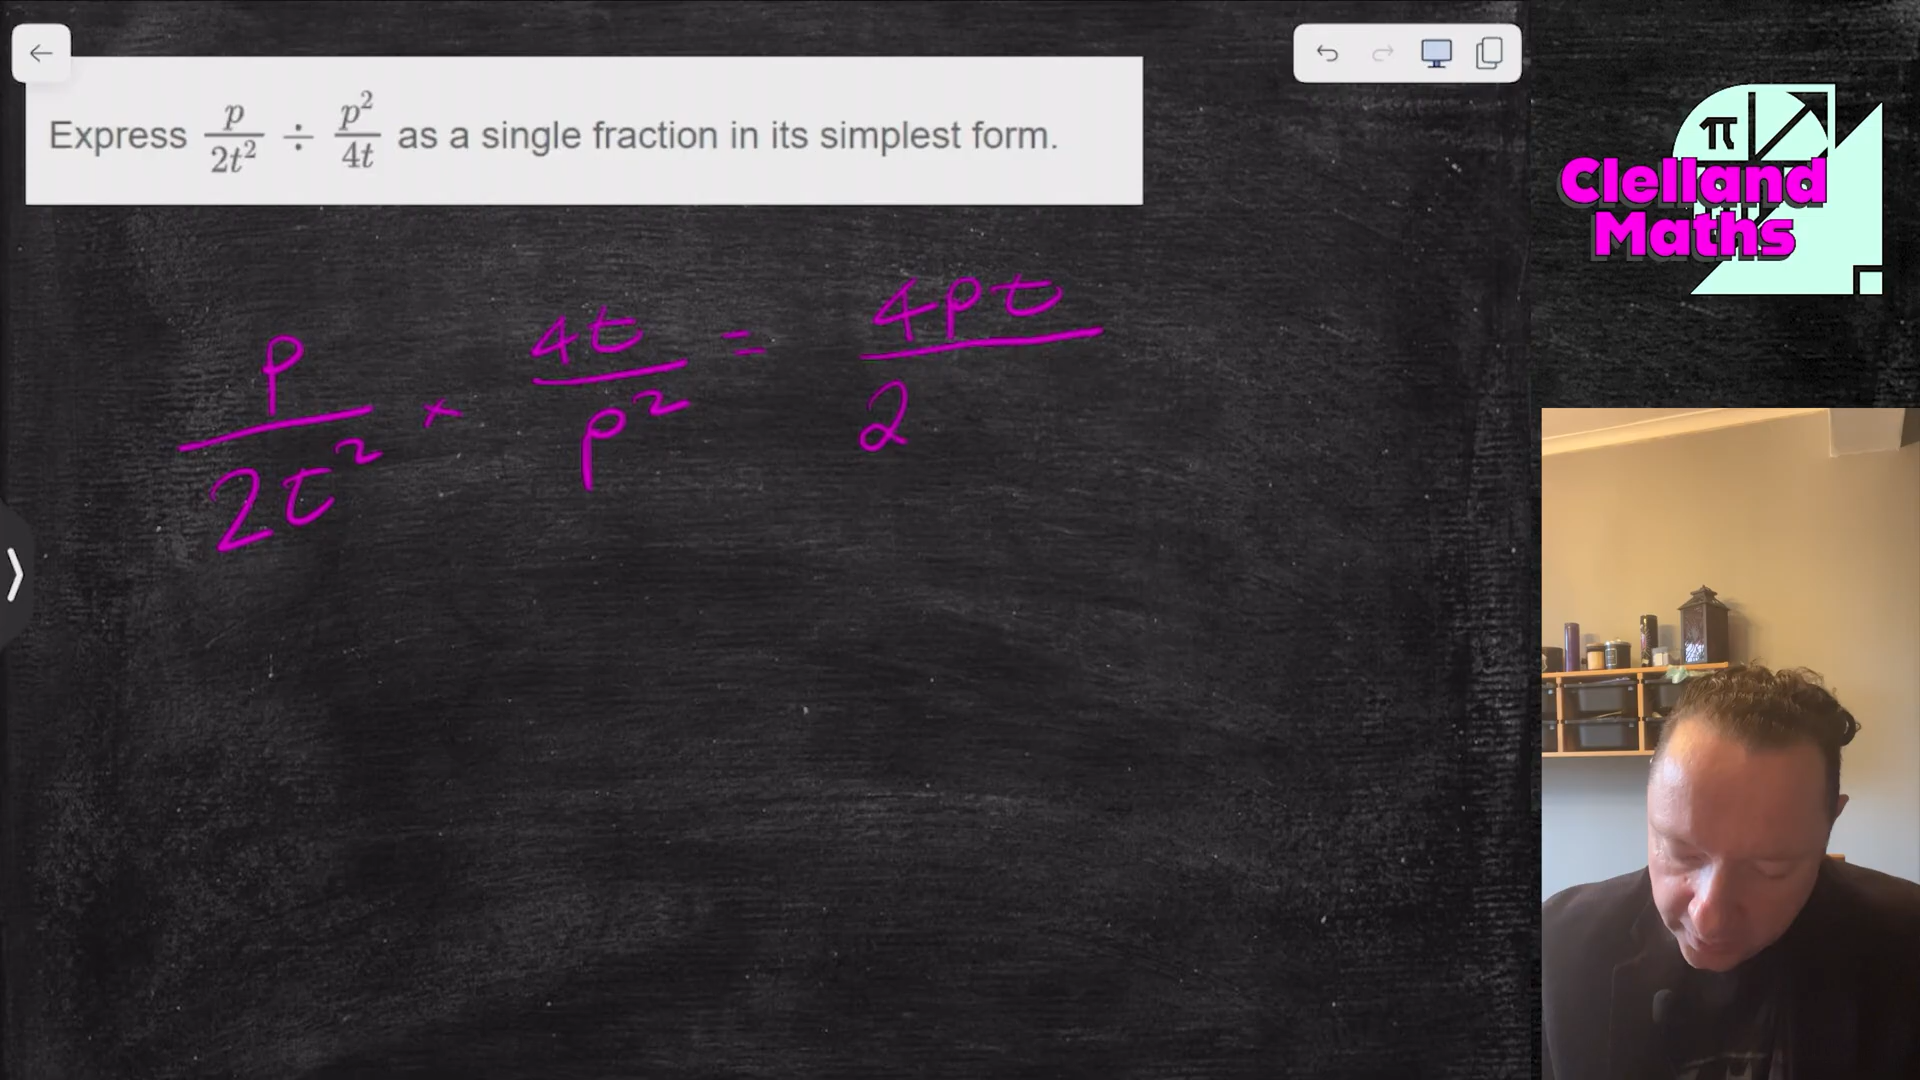 Express p/2t² ÷ p²/4t as a single fraction in its simplest form.
π
Clelland
Maths
p/2t² × 4t/p² = 4pt/2